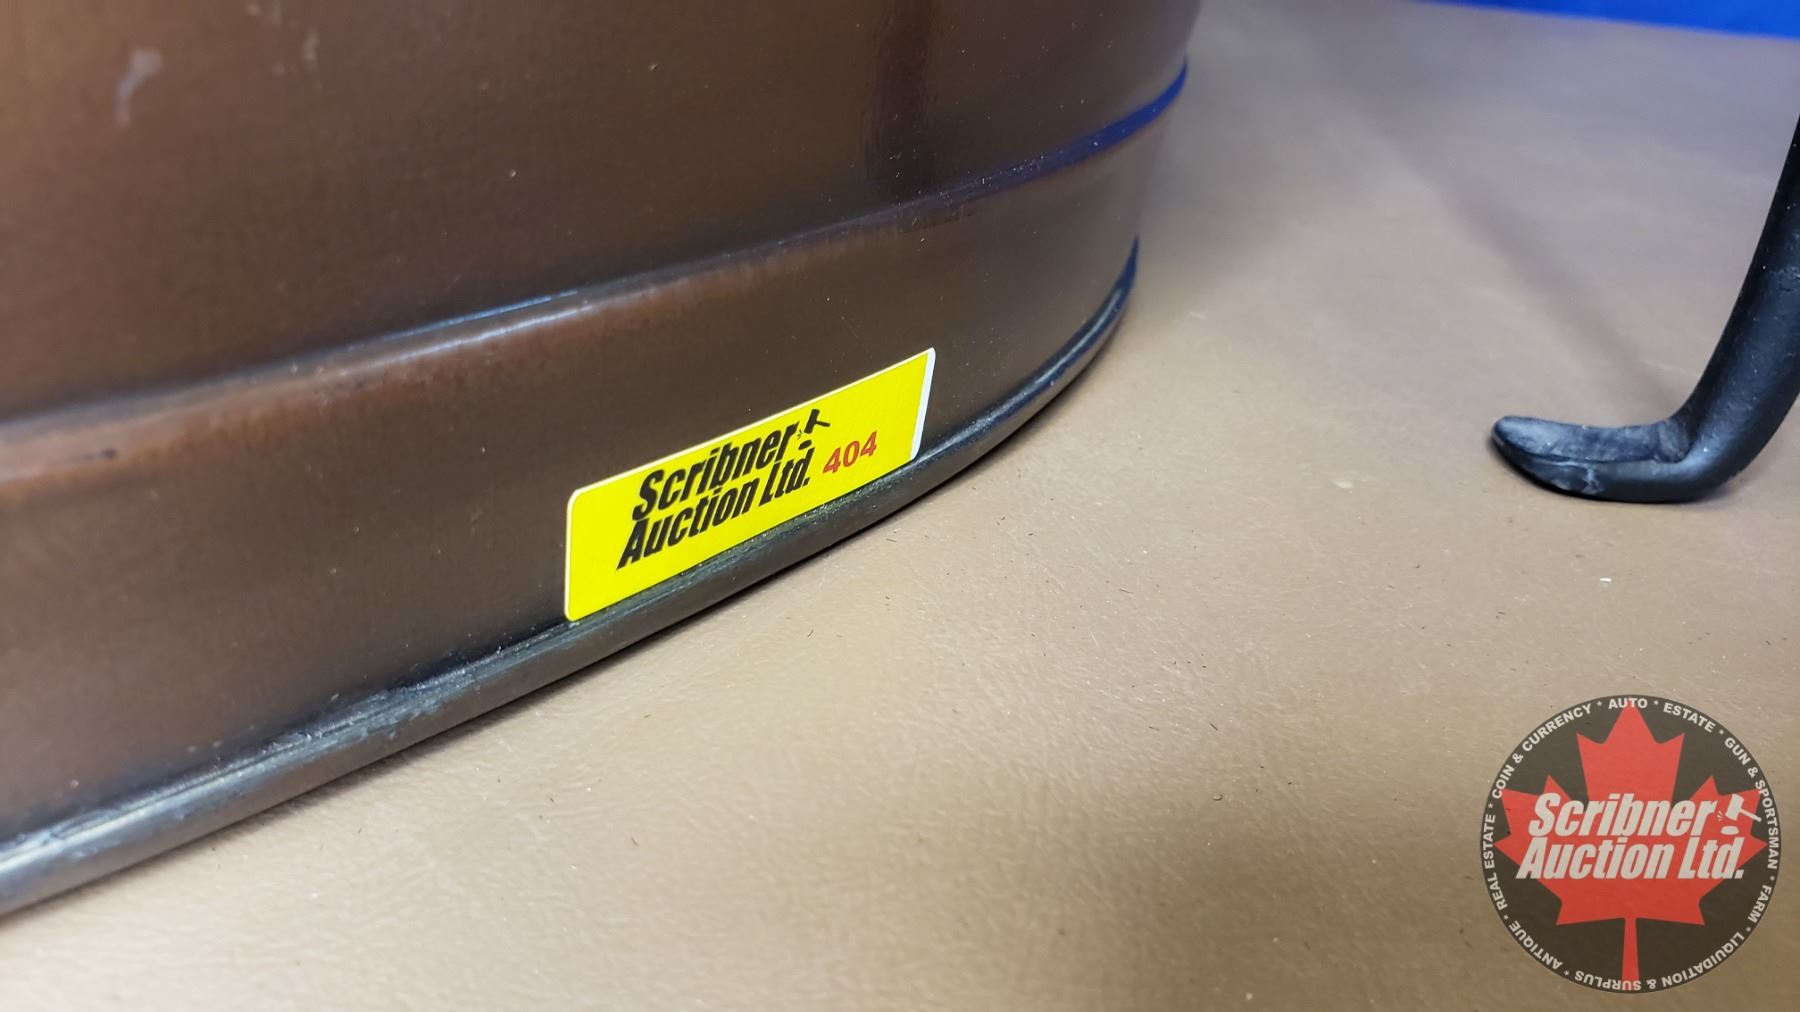 Scribner
Auction Ltd. 404
COIN & CURRENCY * AUTO * ESTATE * GUN & SPORTSMAN * FARM * LIQUIDATION & SURPLUS * ANTIQUE * REAL ESTATE *
Scribner
Auction Ltd.